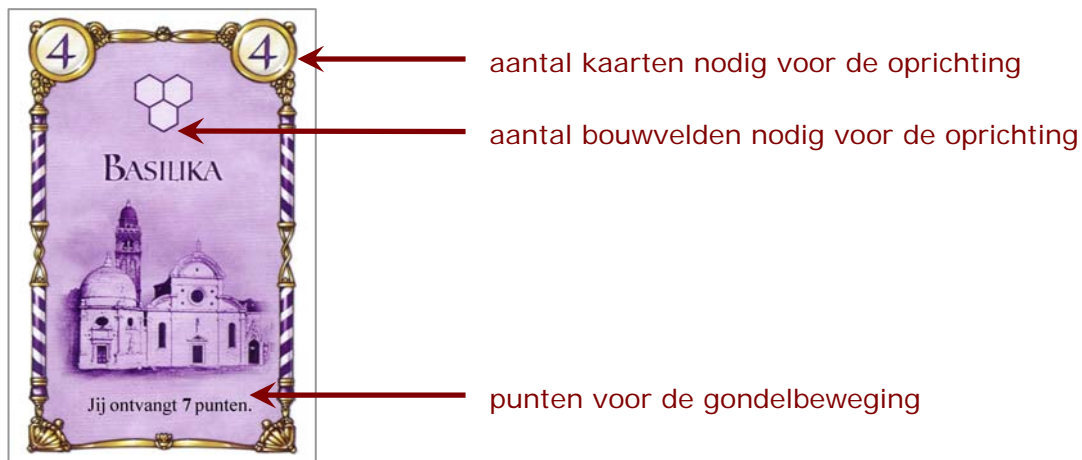 4 4
aantal kaarten nodig voor de oprichting
aantal bouwvelden nodig voor de oprichting
BASILIKA
Jij ontvangt 7 punten.
punten voor de gondelbeweging